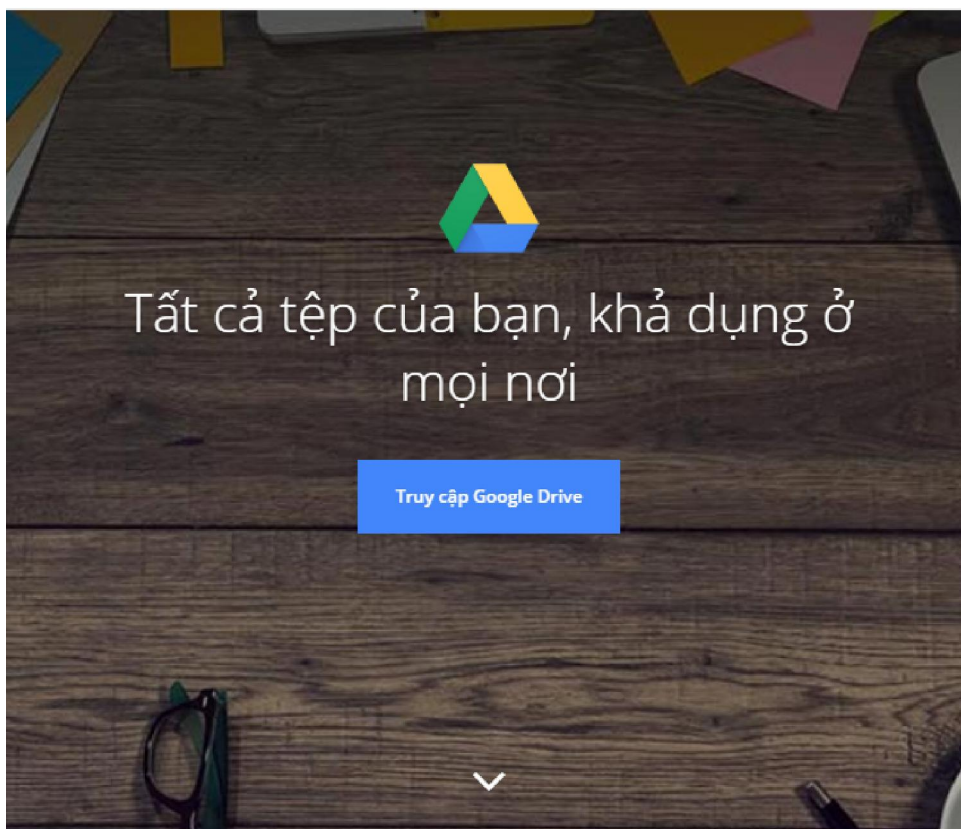 Tất cả tệp của bạn, khả dụng ở
mọi nơi
Truy cập Google Drive